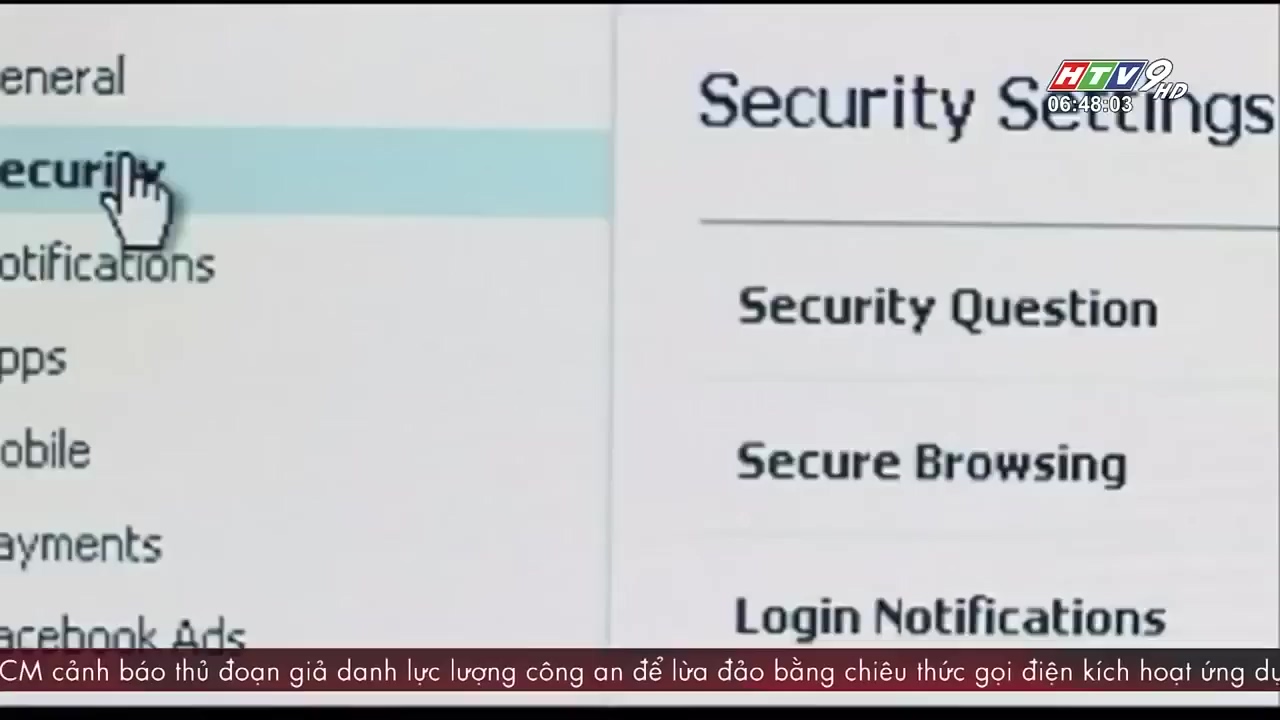 eneral
ecurity
otifications
pps
obile
ayments
acebook Ads
Security Settings
Security Question
Secure Browsing
Login Notifications
HTV9 HD
06:48:03
CM cảnh báo thủ đoạn giả danh lực lượng công an để lừa đảo bằng chiêu thức gọi điện kích hoạt ứng dụ